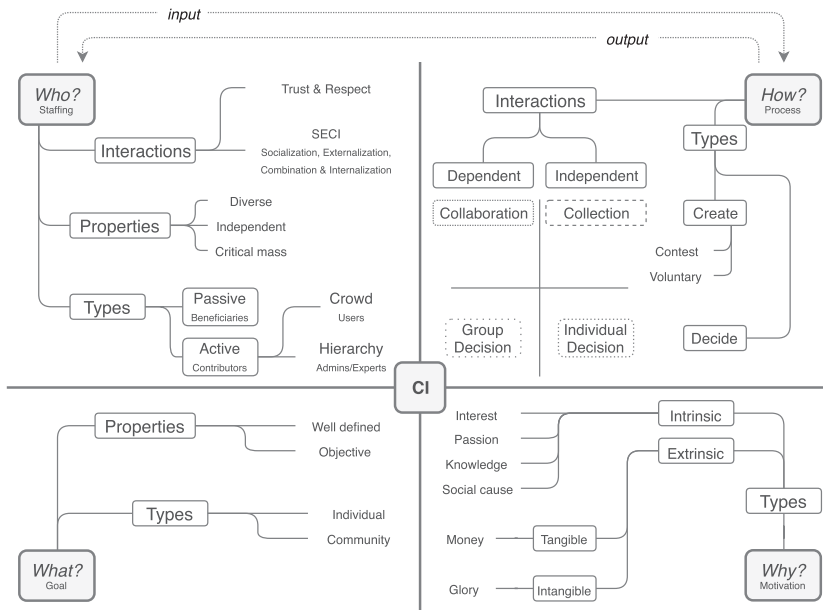 input
output
Who?
Staffing
Interactions
Trust & Respect
SECI
Socialization, Externalization,
Combination & Internalization
Properties
Diverse
Independent
Critical mass
Types
Passive
Beneficiaries
Active
Contributors
Crowd
Users
Hierarchy
Admins/Experts
How?
Process
Interactions
Types
Dependent
Independent
Collaboration
Collection
Create
Contest
Voluntary
Group
Decision
Individual
Decision
Decide
CI
Properties
Well defined
Objective
Types
Individual
Community
What?
Goal
Interest
Passion
Knowledge
Social cause
Intrinsic
Extrinsic
Types
Money
Tangible
Glory
Intangible
Why?
Motivation